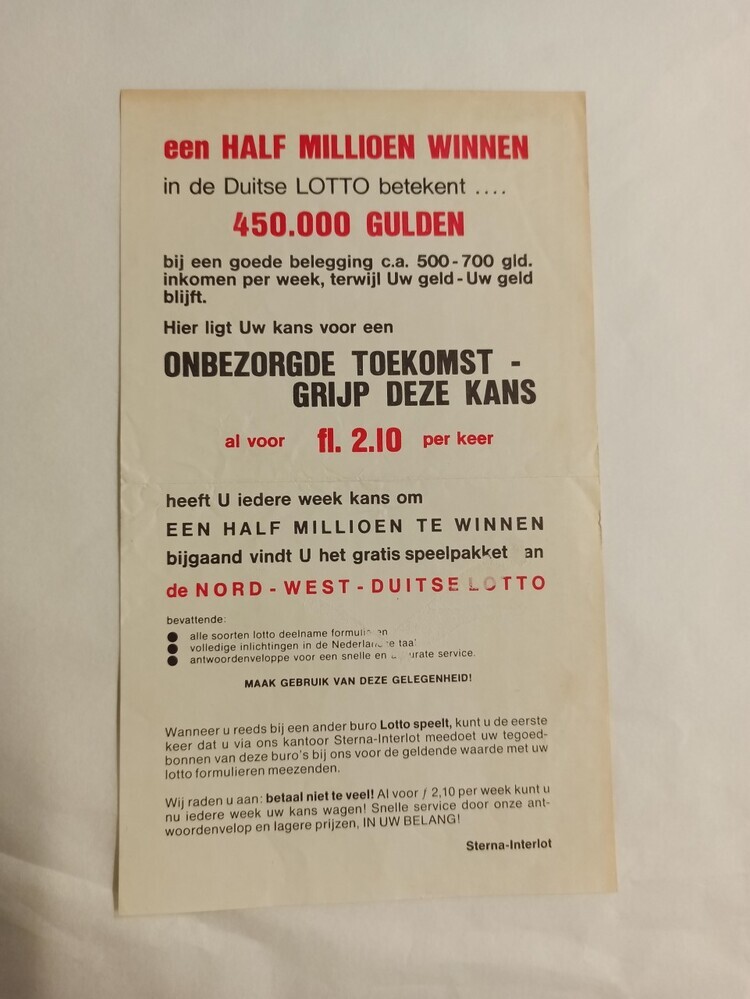 een HALF MILLIOEN WINNEN
in de Duitse LOTTO betekent ....
450.000 GULDEN
bij een goede belegging c.a. 500-700 gld.
inkomen per week, terwijl Uw geld-Uw geld
blijft.
Hier ligt Uw kans voor een
ONBEZORGDE TOEKOMST -
GRIJP DEZE KANS
al voor fl. 2.10 per keer
heeft U iedere week kans om
EEN HALF MILLIOEN TE WINNEN
bijgaand vindt U het gratis speelpakket an
de NORD-WEST-DUITSE LOTTO
bevattende:
● alle soorten lotto deelname
● volledige inlichtingen in de
● antwoordenveloppe voor een snelle en service.
MAAK GEBRUIK VAN DEZE GELEGENHEID!
Wanneer u reeds bij een ander buro Lotto speelt, kunt u de eerste
keer dat u via ons kantoor Sterna-Interlot meedoet uw tegoed-
bonnen van deze buro's bij ons voor de geldende waarde met uw
lotto formulieren meezenden.
Wij raden u aan: betaal niet te veel! Al voor ƒ 2,10 per week kunt u
nu iedere week uw kans wagen! Snelle service door onze ant-
woordenvelop en lagere prijzen, IN UW BELANG!
Sterna-Interlot